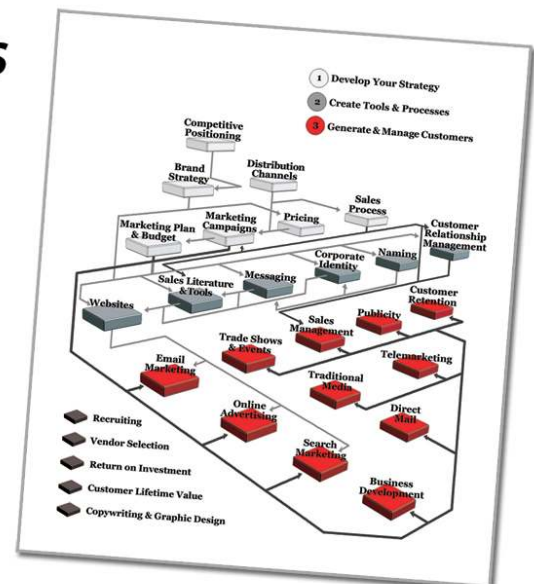 s
1 Develop Your Strategy
2 Create Tools & Processes
3 Generate & Manage Customers
Competitive
Positioning
Brand
Strategy
Distribution
Channels
Sales
Process
Marketing Plan
& Budget
Marketing
Campaigns
Pricing
Customer
Relationship
Management
Websites
Sales Literature
& Tools
Messaging
Corporate
Identity
Naming
Customer
Retention
Publicity
Sales
Management
Trade Shows
& Events
Email
Marketing
Telemarketing
Traditional
Media
Online
Advertising
Direct
Mail
Search
Marketing
Business
Development
Recruiting
Vendor Selection
Return on Investment
Customer Lifetime Value
Copywriting & Graphic Design